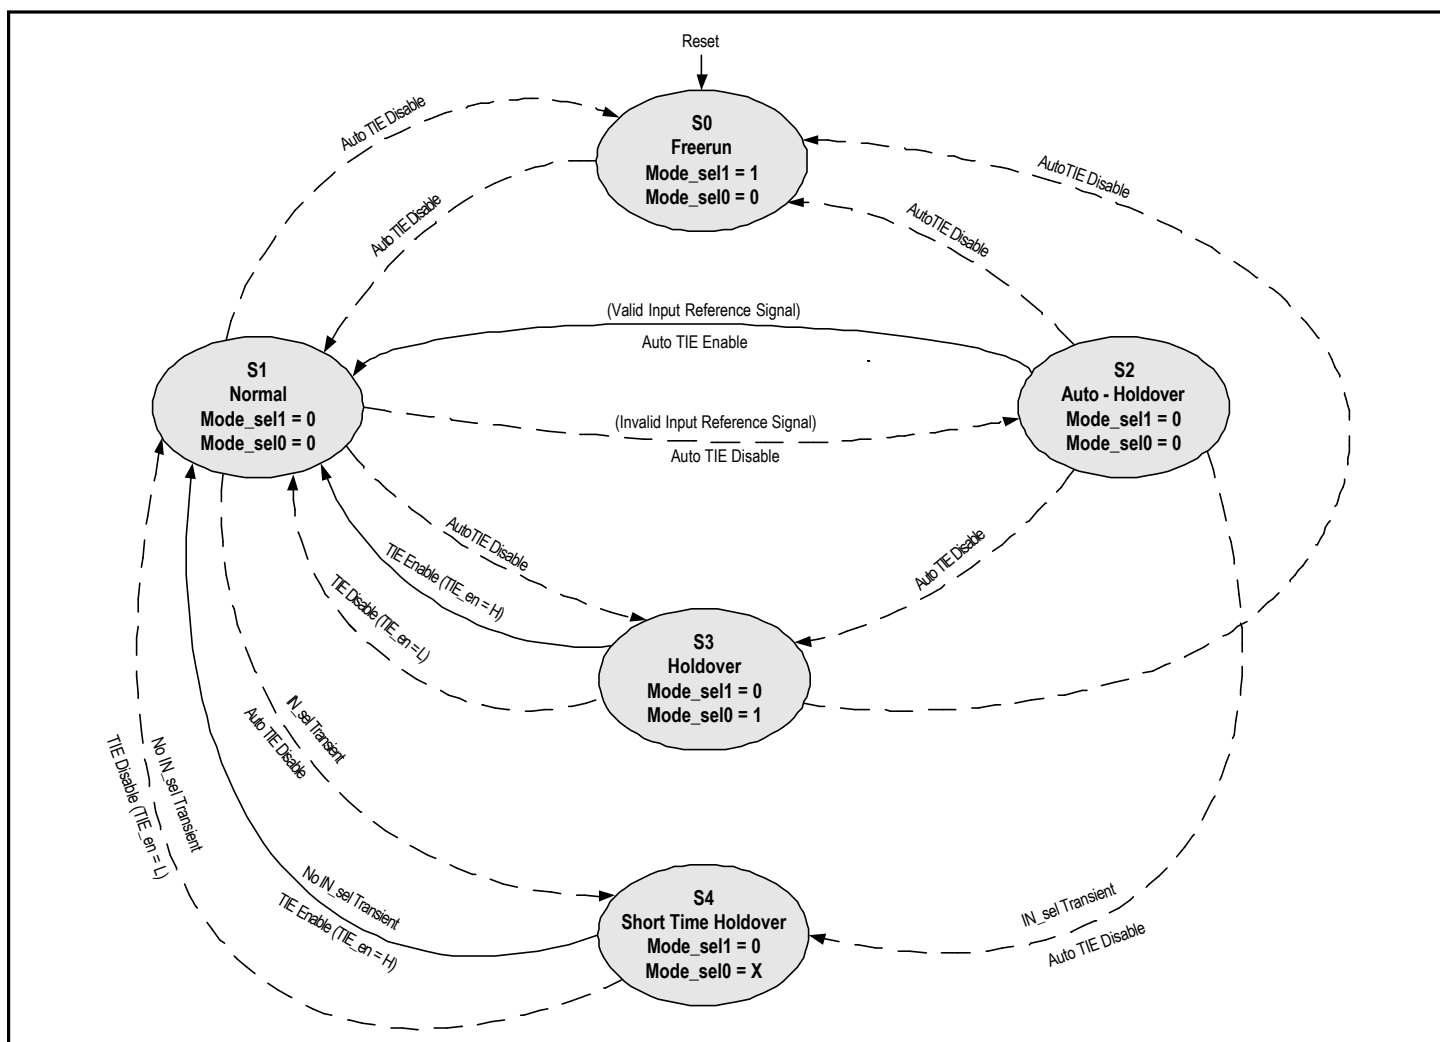 Reset
Auto TIE Disable
S0
Freerun
Mode_sel1 = 1
Mode_sel0 = 0
AutoTIE Disable
Auto TIE Disable
AutoTIE Disable
(Valid Input Reference Signal)
Auto TIE Enable
S1
Normal
Mode_sel1 = 0
Mode_sel0 = 0
S2
Auto - Holdover
Mode_sel1 = 0
Mode_sel0 = 0
(Invalid Input Reference Signal)
Auto TIE Disable
AutoTIE Disable
TIE Enable (TIE_en = H)
TIE Disable (TIE_en =L)
Auto TIE Disable
S3
Holdover
Mode_sel1 = 0
Mode_sel0 = 1
IN_sel Transient
Auto TIE Disable
No IN_sel Transient
TIE Disable (TIE_en = L)
No IN_sel Transient
TIE Enable (TIE_en = H)
S4
Short Time Holdover
Mode_sel1 = 0
Mode_sel0 = X
IN_sel Transient
Auto TIE Disable